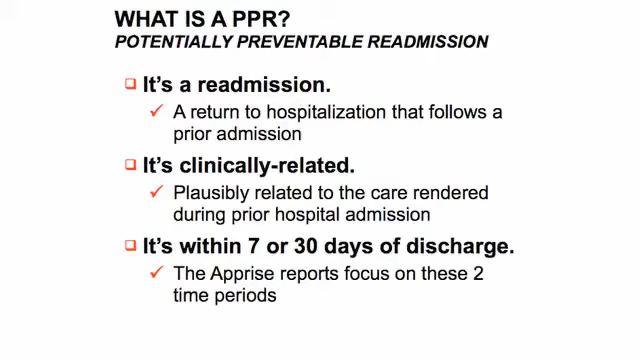 WHAT IS A PPR?
POTENTIALLY PREVENTABLE READMISSION
It's a readmission.
A return to hospitalization that follows a
prior admission
It's clinically-related.
Plausibly related to the care rendered
during prior hospital admission
It's within 7 or 30 days of discharge.
The Apprise reports focus on these 2
time periods